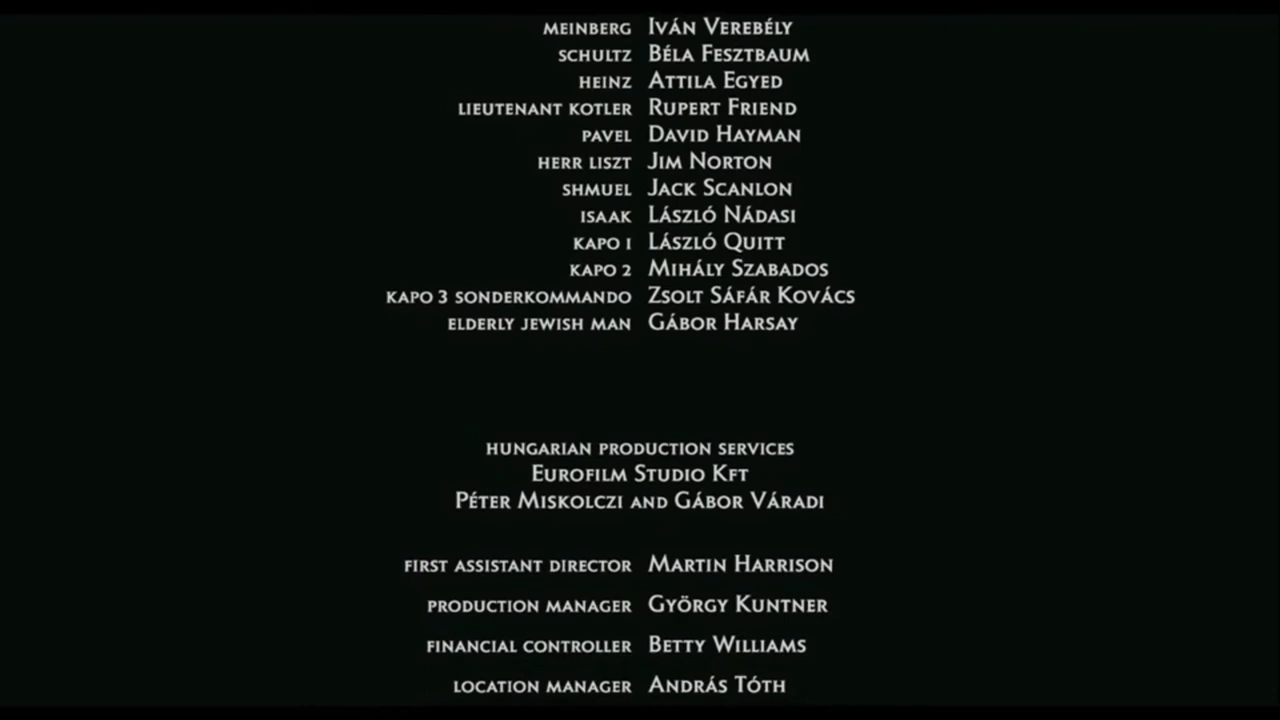 MEINBERG IVÁN VEREBÉLY
SCHULTZ BÉLA FESZTBAUM
HEINZ ATTILA EGYED
LIEUTENANT KOTLER RUPERT FRIEND
PAVEL DAVID HAYMAN
HERR LISZT JIM NORTON
SHMUEL JACK SCANLON
ISAAK LÁSZLÓ NÁDASI
KAPO 1 LÁSZLÓ QUITT
KAPO 2 MIHÁLY SZABADOS
KAPO 3 SONDERKOMMANDO ZSOLT SÁFÁR KOVÁCS
ELDERLY JEWISH MAN GÁBOR HARSAY
HUNGARIAN PRODUCTION SERVICES
EUROFILM STUDIO KFT
PÉTER MISKOLCZI AND GÁBOR VÁRADI
FIRST ASSISTANT DIRECTOR MARTIN HARRISON
PRODUCTION MANAGER GYÖRGY KUNTNER
FINANCIAL CONTROLLER BETTY WILLIAMS
LOCATION MANAGER ANDRÁS TÓTH